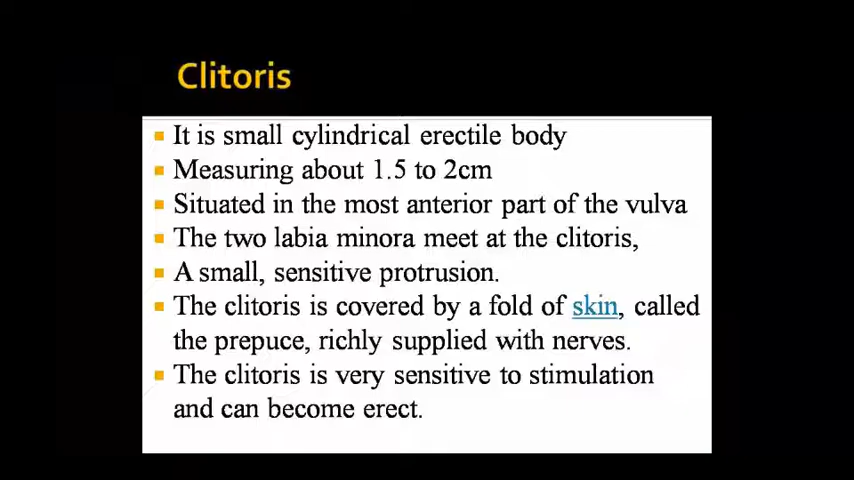 Clitoris
It is small cylindrical erectile body
Measuring about 1.5 to 2cm
Situated in the most anterior part of the vulva
The two labia minora meet at the clitoris,
A small, sensitive protrusion.
The clitoris is covered by a fold of skin, called
the prepuce, richly supplied with nerves.
The clitoris is very sensitive to stimulation
and can become erect.